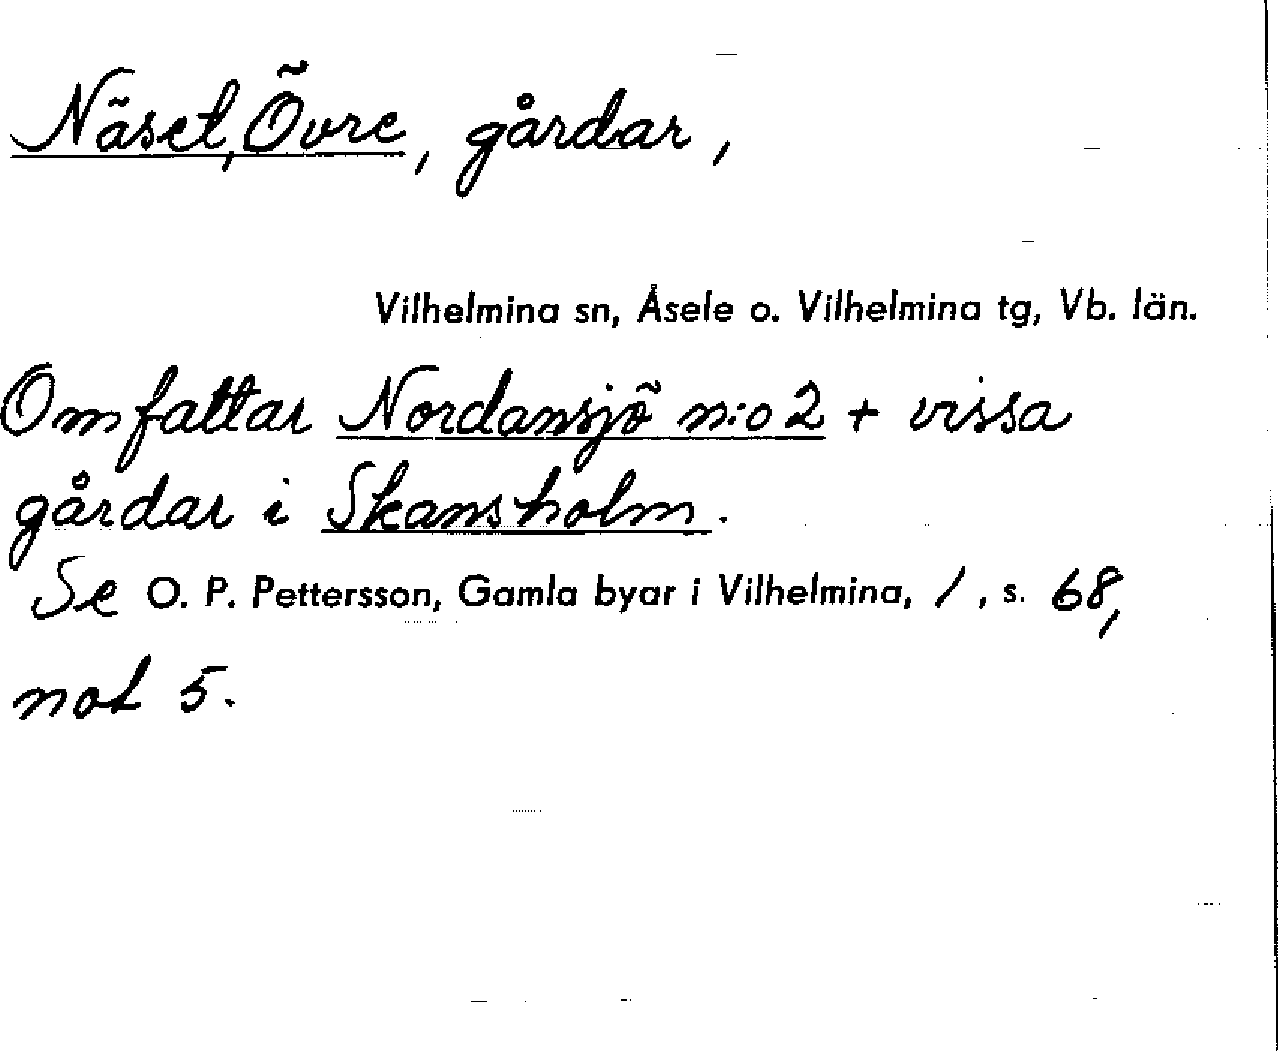 Näset, Övre, gårdar,
Vilhelmina sn, Åsele o. Vilhelmina tg, Vb. län.
Omfattar Nordansjö n:o 2 + vissa
gårdar i Skansholm.
Se O. P. Pettersson, Gamla byar i Vilhelmina, 1, s. 68,
not 5.